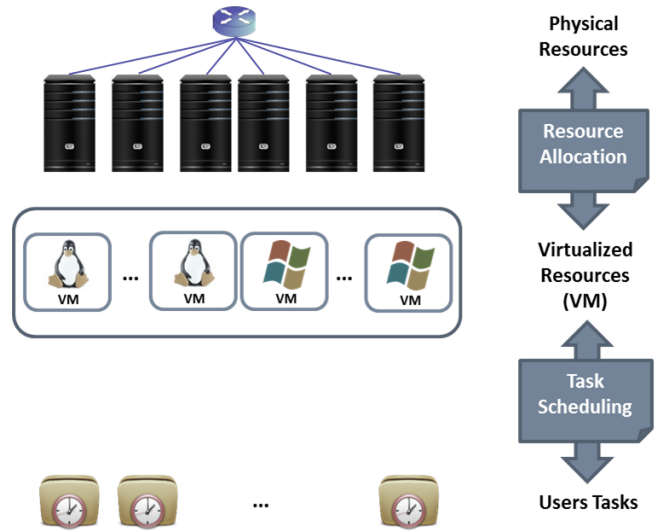 Physical
Resources
Resource
Allocation
VM
...
VM
VM
...
VM
Virtualized
Resources
(VM)
Task
Scheduling
...
Users Tasks